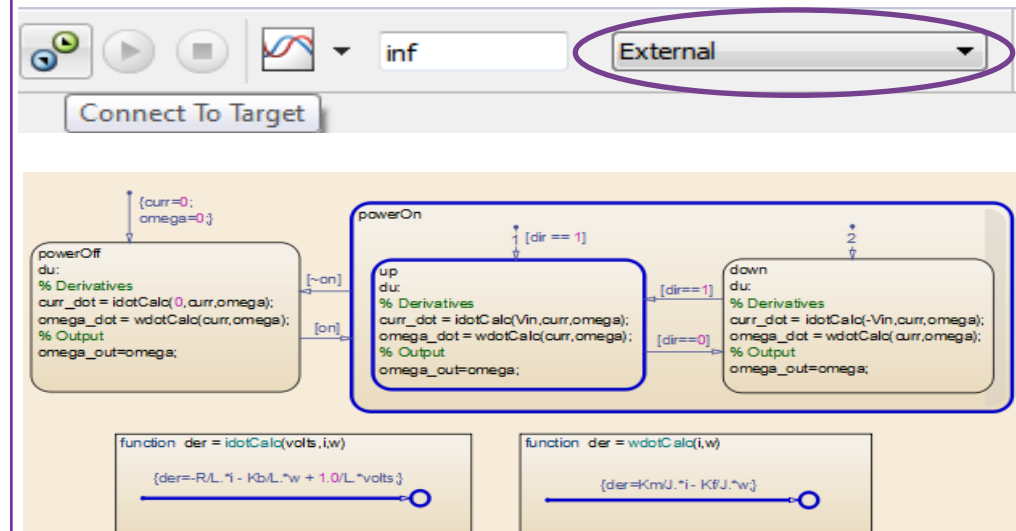 inf
External
Connect To Target
{curr=0;
omega=0;}
powerOff
du:
% Derivatives
curr_dot = idotCalc(0,curr,omega);
omega_dot = wdotCalc(curr,omega);
% Output
omega_out=omega;
[~on]
[on]
powerOn
1 [dir == 1]
2
up
du:
% Derivatives
curr_dot = idotCalc(Vin,curr,omega);
omega_dot = wdotCalc(curr,omega);
% Output
omega_out=omega;
[dir==1]
[dir==0]
down
du:
% Derivatives
curr_dot = idotCalc(-Vin,curr,omega);
omega_dot = wdotCalc(curr,omega);
% Output
omega_out=omega;
function der = idotCalc(volts,i,w)
{der=-R/L.*i - Kb/L.*w + 1.0/L.*volts;}
function der = wdotCalc(i,w)
{der=Km/J.*i - Kf/J.*w;}